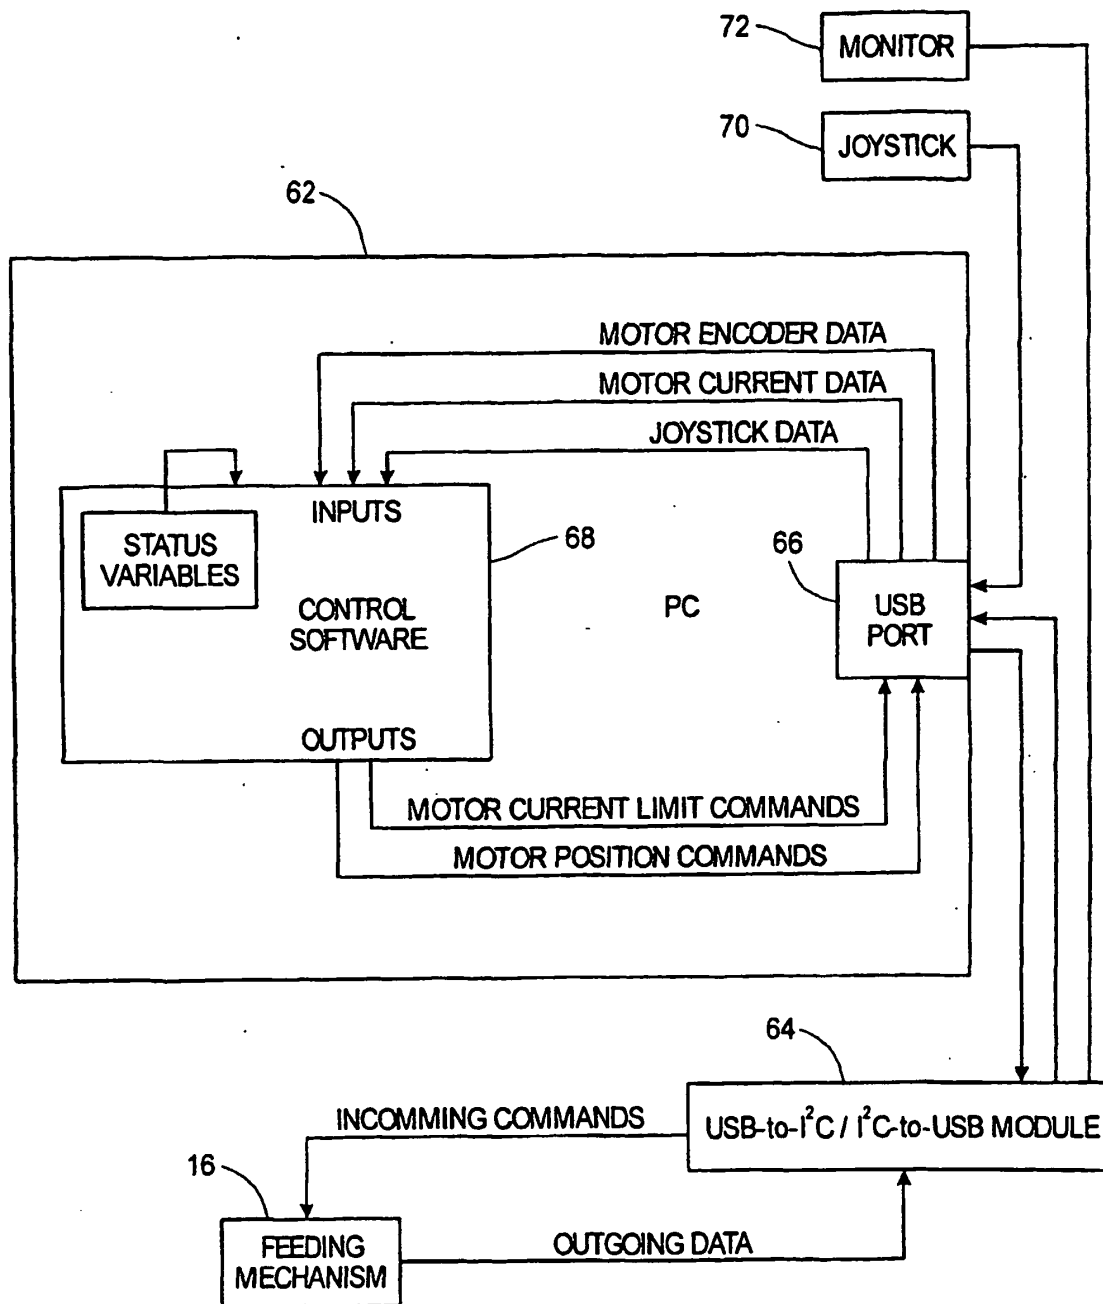 72
MONITOR
70
JOYSTICK
62
MOTOR ENCODER DATA
MOTOR CURRENT DATA
JOYSTICK DATA
INPUTS
STATUS
VARIABLES
68
CONTROL
SOFTWARE
PC
66
USB
PORT
OUTPUTS
MOTOR CURRENT LIMIT COMMANDS
MOTOR POSITION COMMANDS
64
USB-to-I²C / I²C-to-USB MODULE
INCOMMING COMMANDS
16
FEEDING
MECHANISM
OUTGOING DATA